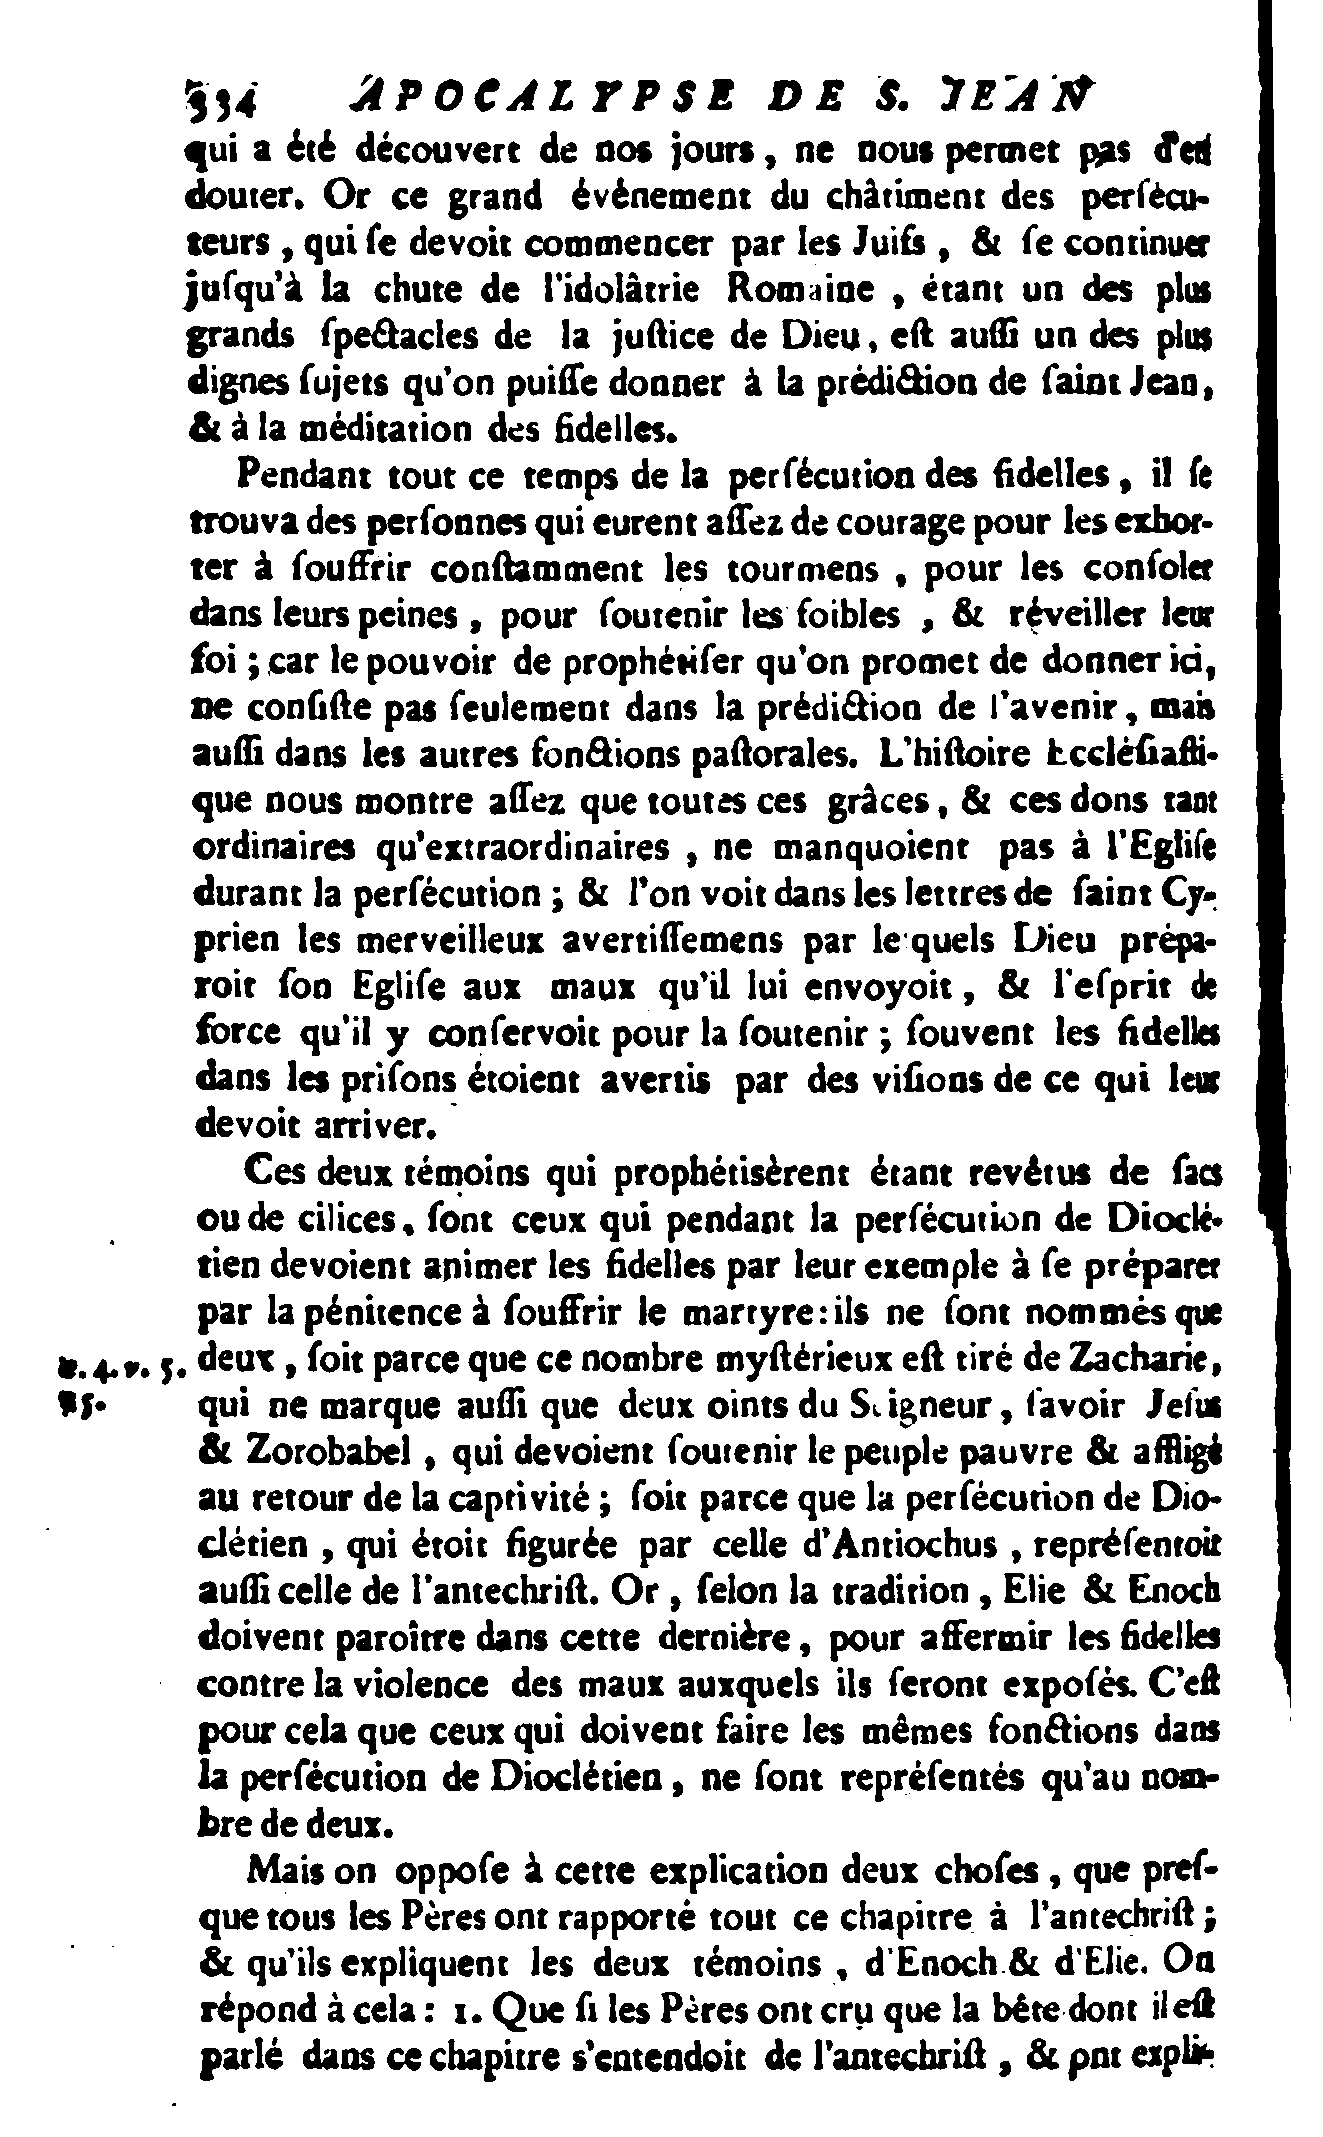 334 APOCALYPSE DE S. JEAN
qui a été découvert de nos jours, ne nous permet pas d'en
douter. Or ce grand événement du châtiment des perſécu-
teurs, qui ſe devoit commencer par les Juifs, & ſe continuer
juſqu'à la chute de l'idolâtrie Romaine, étant un des plus
grands ſpectacles de la juſtice de Dieu, eſt auſſi un des plus
dignes ſujets qu'on puiſſe donner à la prédiction de ſaint Jean,
& à la méditation des fidelles.
Pendant tout ce temps de la perſécution des fidelles, il ſe
trouva des perſonnes qui eurent aſſez de courage pour les exhor-
ter à ſouffrir conſtamment les tourmens, pour les conſoler
dans leurs peines, pour ſoutenir les foibles, & réveiller leur
foi; car le pouvoir de prophétiſer qu'on promet de donner ici,
ne conſiſte pas ſeulement dans la prédiction de l'avenir, mais
auſſi dans les autres fonctions paſtorales. L'hiſtoire Eccléſiaſti-
que nous montre aſſez que toutes ces grâces, & ces dons tant
ordinaires qu'extraordinaires, ne manquoient pas à l'Egliſe
durant la perſécution; & l'on voit dans les lettres de ſaint Cy-
prien les merveilleux avertiſſemens par leſquels Dieu prépa-
roit ſon Egliſe aux maux qu'il lui envoyoit, & l'eſprit de
force qu'il y conſervoit pour la ſoutenir; ſouvent les fidelles
dans les priſons étoient avertis par des viſions de ce qui leur
devoit arriver.
Ces deux témoins qui prophétisèrent étant revêtus de ſacs
ou de cilices, ſont ceux qui pendant la perſécution de Dioclé-
tien devoient animer les fidelles par leur exemple à ſe préparer
par la pénitence à ſouffrir le martyre: ils ne ſont nommés que
v. 5. deux, ſoit parce que ce nombre myſtérieux eſt tiré de Zacharie,
qui ne marque auſſi que deux oints du Seigneur, ſavoir Jeſus
& Zorobabel, qui devoient ſoutenir le peuple pauvre & affligé
au retour de la captivité; ſoit parce que la perſécution de Dio-
clétien, qui étoit figurée par celle d'Antiochus, repréſentoit
auſſi celle de l'antechriſt. Or, ſelon la tradition, Elie & Enoch
doivent paroître dans cette dernière, pour affermir les fidelles
contre la violence des maux auxquels ils ſeront expoſés. C'eſt
pour cela que ceux qui doivent faire les mêmes fonctions dans
la perſécution de Dioclétien, ne ſont repréſentés qu'au nom-
bre de deux.
Mais on oppoſe à cette explication deux choſes, que preſ-
que tous les Pères ont rapporté tout ce chapitre à l'antechriſt;
& qu'ils expliquent les deux témoins, d'Enoch & d'Elie. On
répond à cela: 1. Que ſi les Pères ont cru que la bête dont il eſt
parlé dans ce chapitre s'entendoit de l'antechriſt, & ont expli-